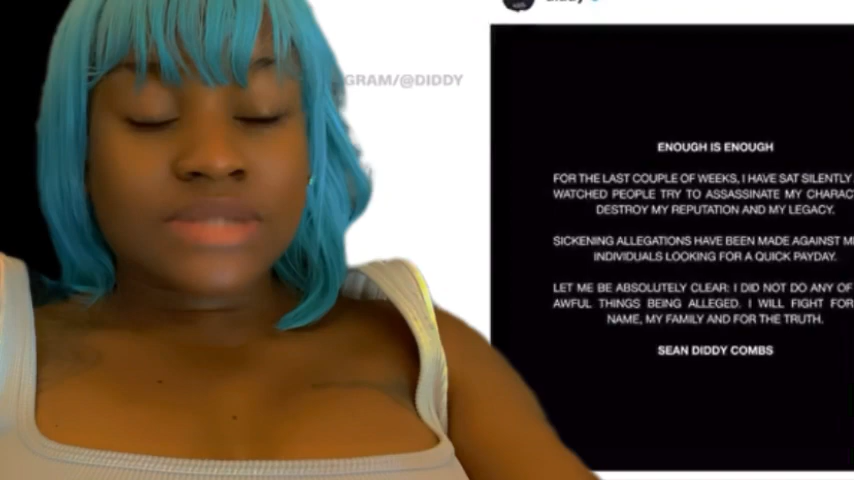 GRAM/@DIDDY
ENOUGH IS ENOUGH
FOR THE LAST COUPLE OF WEEKS, I HAVE SAT SILENTLY
WATCHED PEOPLE TRY TO ASSASSINATE MY CHARAC
DESTROY MY REPUTATION AND MY LEGACY.
SICKENING ALLEGATIONS HAVE BEEN MADE AGAINST M
INDIVIDUALS LOOKING FOR A QUICK PAYDAY.
LET ME BE ABSOLUTELY CLEAR: I DID NOT DO ANY OF
AWFUL THINGS BEING ALLEGED. I WILL FIGHT FOR
NAME, MY FAMILY AND FOR THE TRUTH.
SEAN DIDDY COMBS